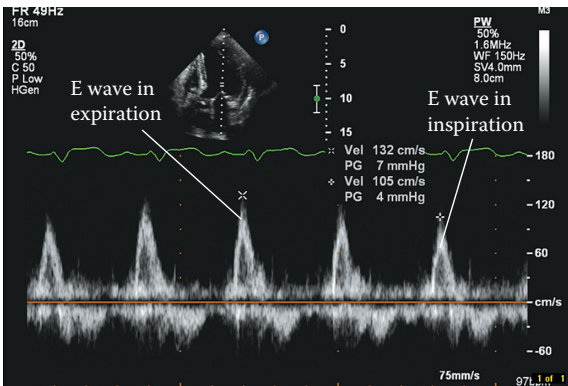 FR 49Hz
16cm
2D
50%
C 50
P Low
HGen
P
0
5
10
15
PW
50%
1.6MHz
WF 150Hz
SV4.0mm
8.0cm
M3
E wave in
expiration
E wave in
inspiration
Vel 132 cm/s
PG 7 mmHg
Vel 105 cm/s
PG 4 mmHg
180
120
60
cm/s
-60
75mm/s
1 of 1